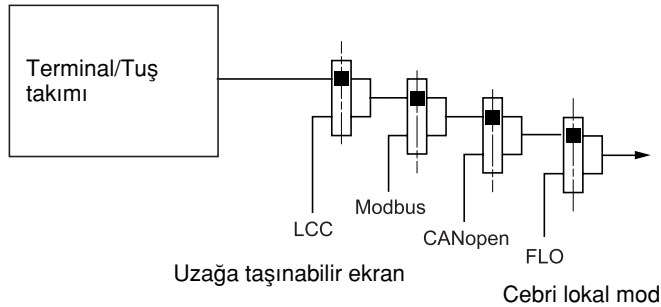 Terminal/Tuş
takımı
LCC
Modbus
CANopen
FLO
Uzağa taşınabilir ekran
Cebri lokal mod